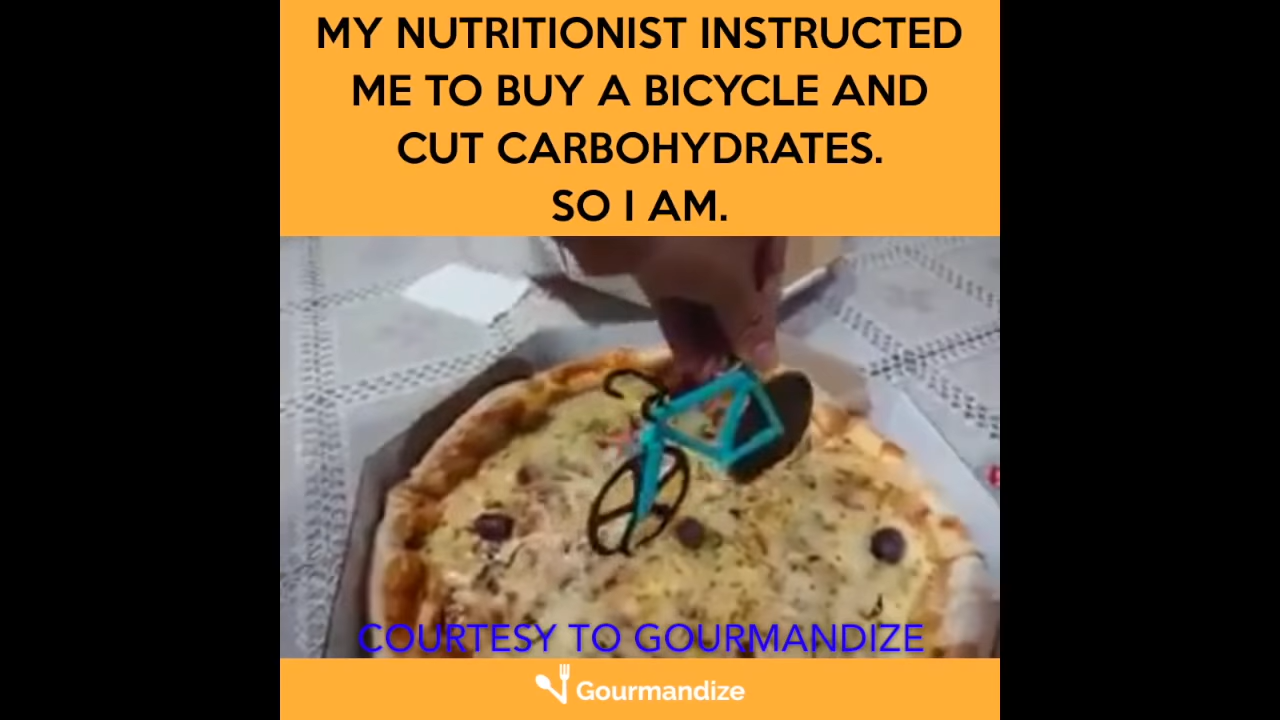 MY NUTRITIONIST INSTRUCTED
ME TO BUY A BICYCLE AND
CUT CARBOHYDRATES.
SO I AM.
COURTESY TO GOURMANDIZE
Gourmandize